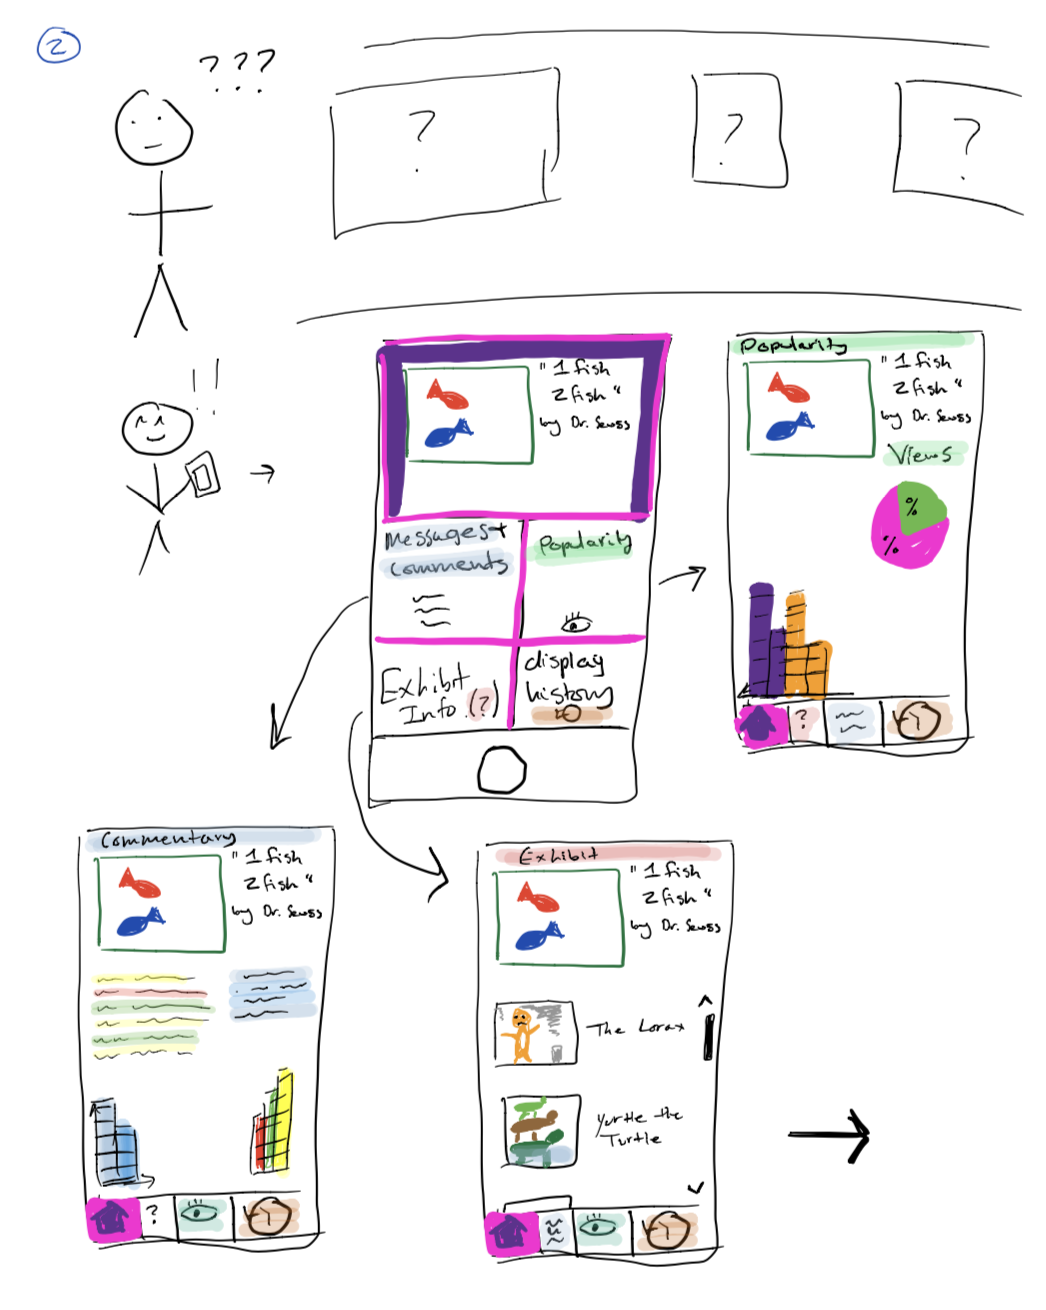 2
? ? ?
?
?
?
! !
"1 fish
2 fish"
by Dr. Seuss
Messages +
Comments
Popularity
Exhibit
Info (?)
display
history
Popularity
"1 fish
2 fish"
by Dr. Seuss
Views
%
%
?
Commentary
"1 fish
2 fish"
by Dr. Seuss
?
Exhibit
"1 fish
2 fish"
by Dr. Seuss
The Lorax
Yurtle the
Turtle